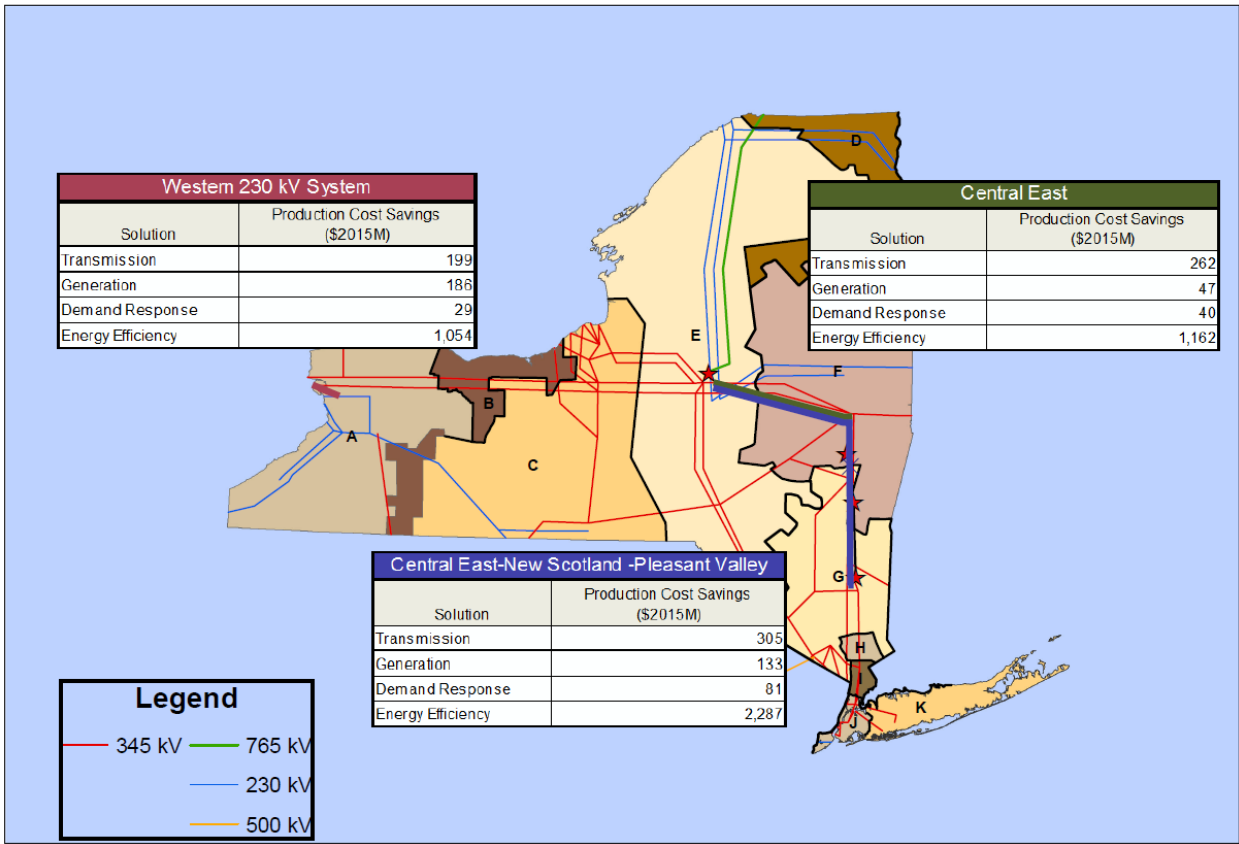 D
Western 230 kV System
Solution Production Cost Savings ($2015M)
Transmission 199
Generation 186
Demand Response 29
Energy Efficiency 1,054
Central East
Solution Production Cost Savings ($2015M)
Transmission 262
Generation 47
Demand Response 40
Energy Efficiency 1,162
E
F
B
A
C
Central East-New Scotland -Pleasant Valley
Solution Production Cost Savings ($2015M)
Transmission 305
Generation 133
Demand Response 81
Energy Efficiency 2,287
G
H
I
K
J
Legend
345 kV 765 kV
230 kV
500 kV